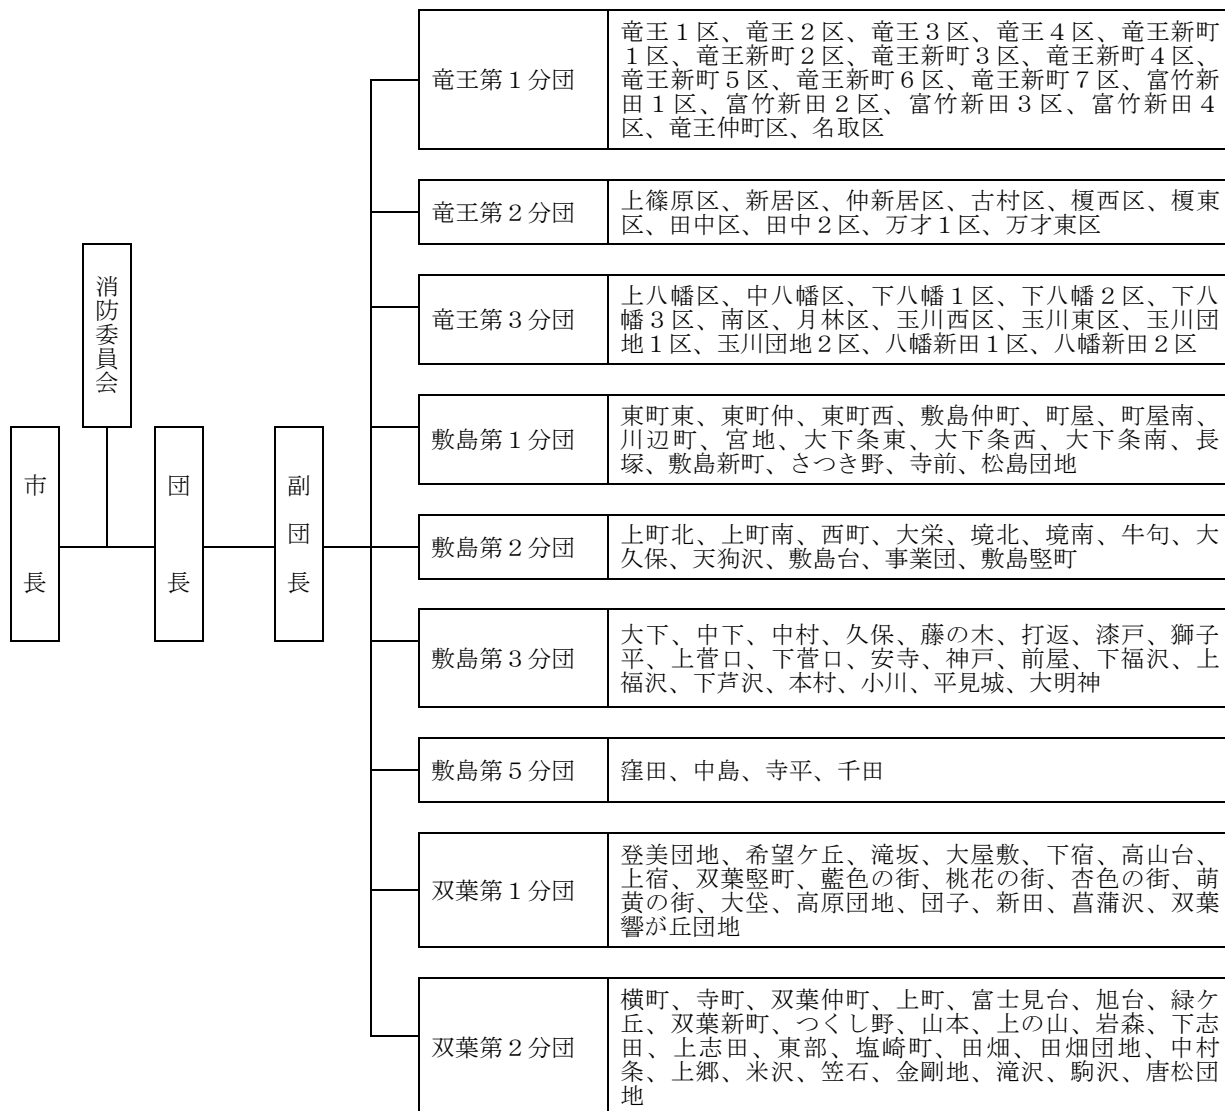 消防委員会
市長
団長
副団長
竜王第１分団
竜王１区、竜王２区、竜王３区、竜王４区、竜王新町
１区、竜王新町２区、竜王新町３区、竜王新町４区、
竜王新町５区、竜王新町６区、竜王新町７区、富竹新
田１区、富竹新田２区、富竹新田３区、富竹新田４
区、竜王仲町区、名取区
竜王第２分団
上篠原区、新居区、仲新居区、古村区、榎西区、榎東
区、田中区、田中２区、万才１区、万才東区
竜王第３分団
上八幡区、中八幡区、下八幡１区、下八幡２区、下八
幡３区、南区、月林区、玉川西区、玉川東区、玉川団
地１区、玉川団地２区、八幡新田１区、八幡新田２区
敷島第１分団
東町東、東町仲、東町西、敷島仲町、町屋、町屋南、
川辺町、宮地、大下条東、大下条西、大下条南、長
塚、敷島新町、さつき野、寺前、松島団地
敷島第２分団
上町北、上町南、西町、大栄、境北、境南、牛句、大
久保、天狗沢、敷島台、事業団、敷島竪町
敷島第３分団
大下、中下、中村、久保、藤の木、打返、漆戸、獅子
平、上菅口、下菅口、安寺、神戸、前屋、下福沢、上
福沢、下芦沢、本村、小川、平見城、大明神
敷島第５分団
窪田、中島、寺平、千田
双葉第１分団
登美団地、希望ケ丘、滝坂、大屋敷、下宿、高山台、
上宿、双葉竪町、藍色の街、桃花の街、杏色の街、萌
黄の街、大垈、高原団地、団子、新田、菖蒲沢、双葉
響が丘団地
双葉第２分団
横町、寺町、双葉仲町、上町、富士見台、旭台、緑ケ
丘、双葉新町、つくし野、山本、上の山、岩森、下志
田、上志田、東部、塩崎町、田畑、田畑団地、中村
条、上郷、米沢、笠石、金剛地、滝沢、駒沢、唐松団
地